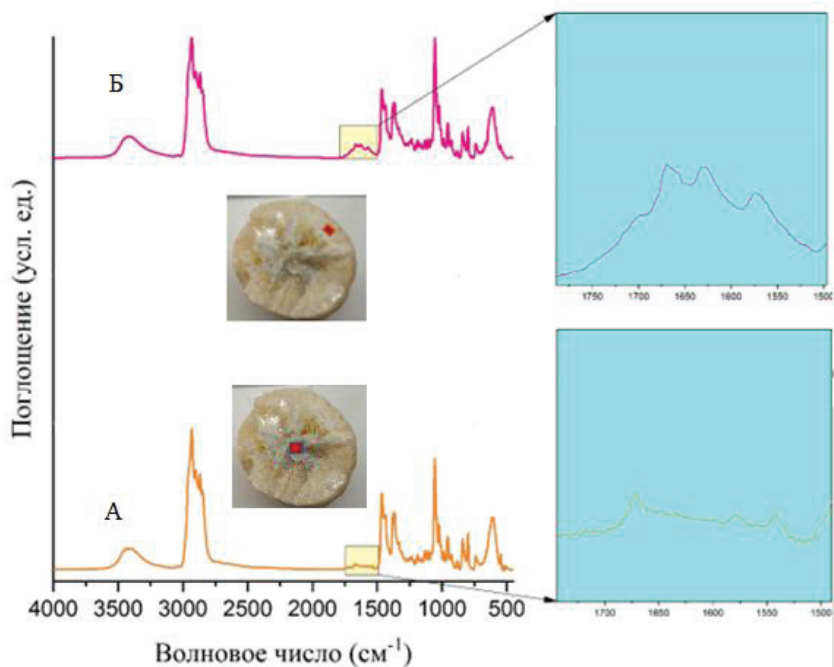 Поглощение (усл. ед.)
Б
А
4000 3500 3000 2500 2000 1500 1000 500
Волновое число (см⁻¹)
1750 1700 1650 1600 1550 1500
1700 1650 1600 1550 1500